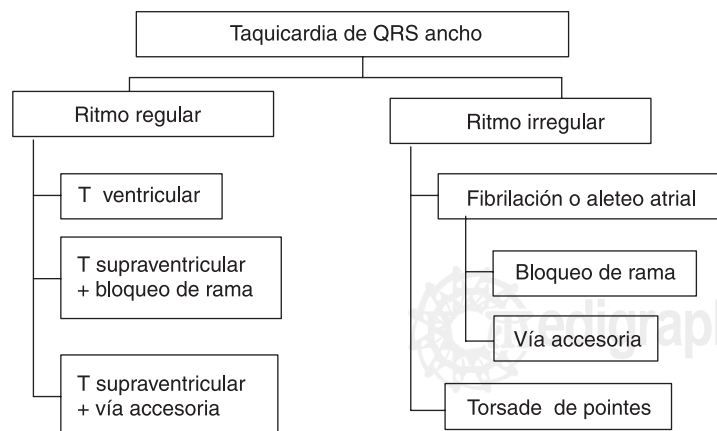 Taquicardia de QRS ancho
Ritmo regular
T ventricular
T supraventricular
+ bloqueo de rama
T supraventricular
+ vía accesoria
Ritmo irregular
Fibrilación o aleteo atrial
Bloqueo de rama
Vía accesoria
Torsade de pointes
edigraph